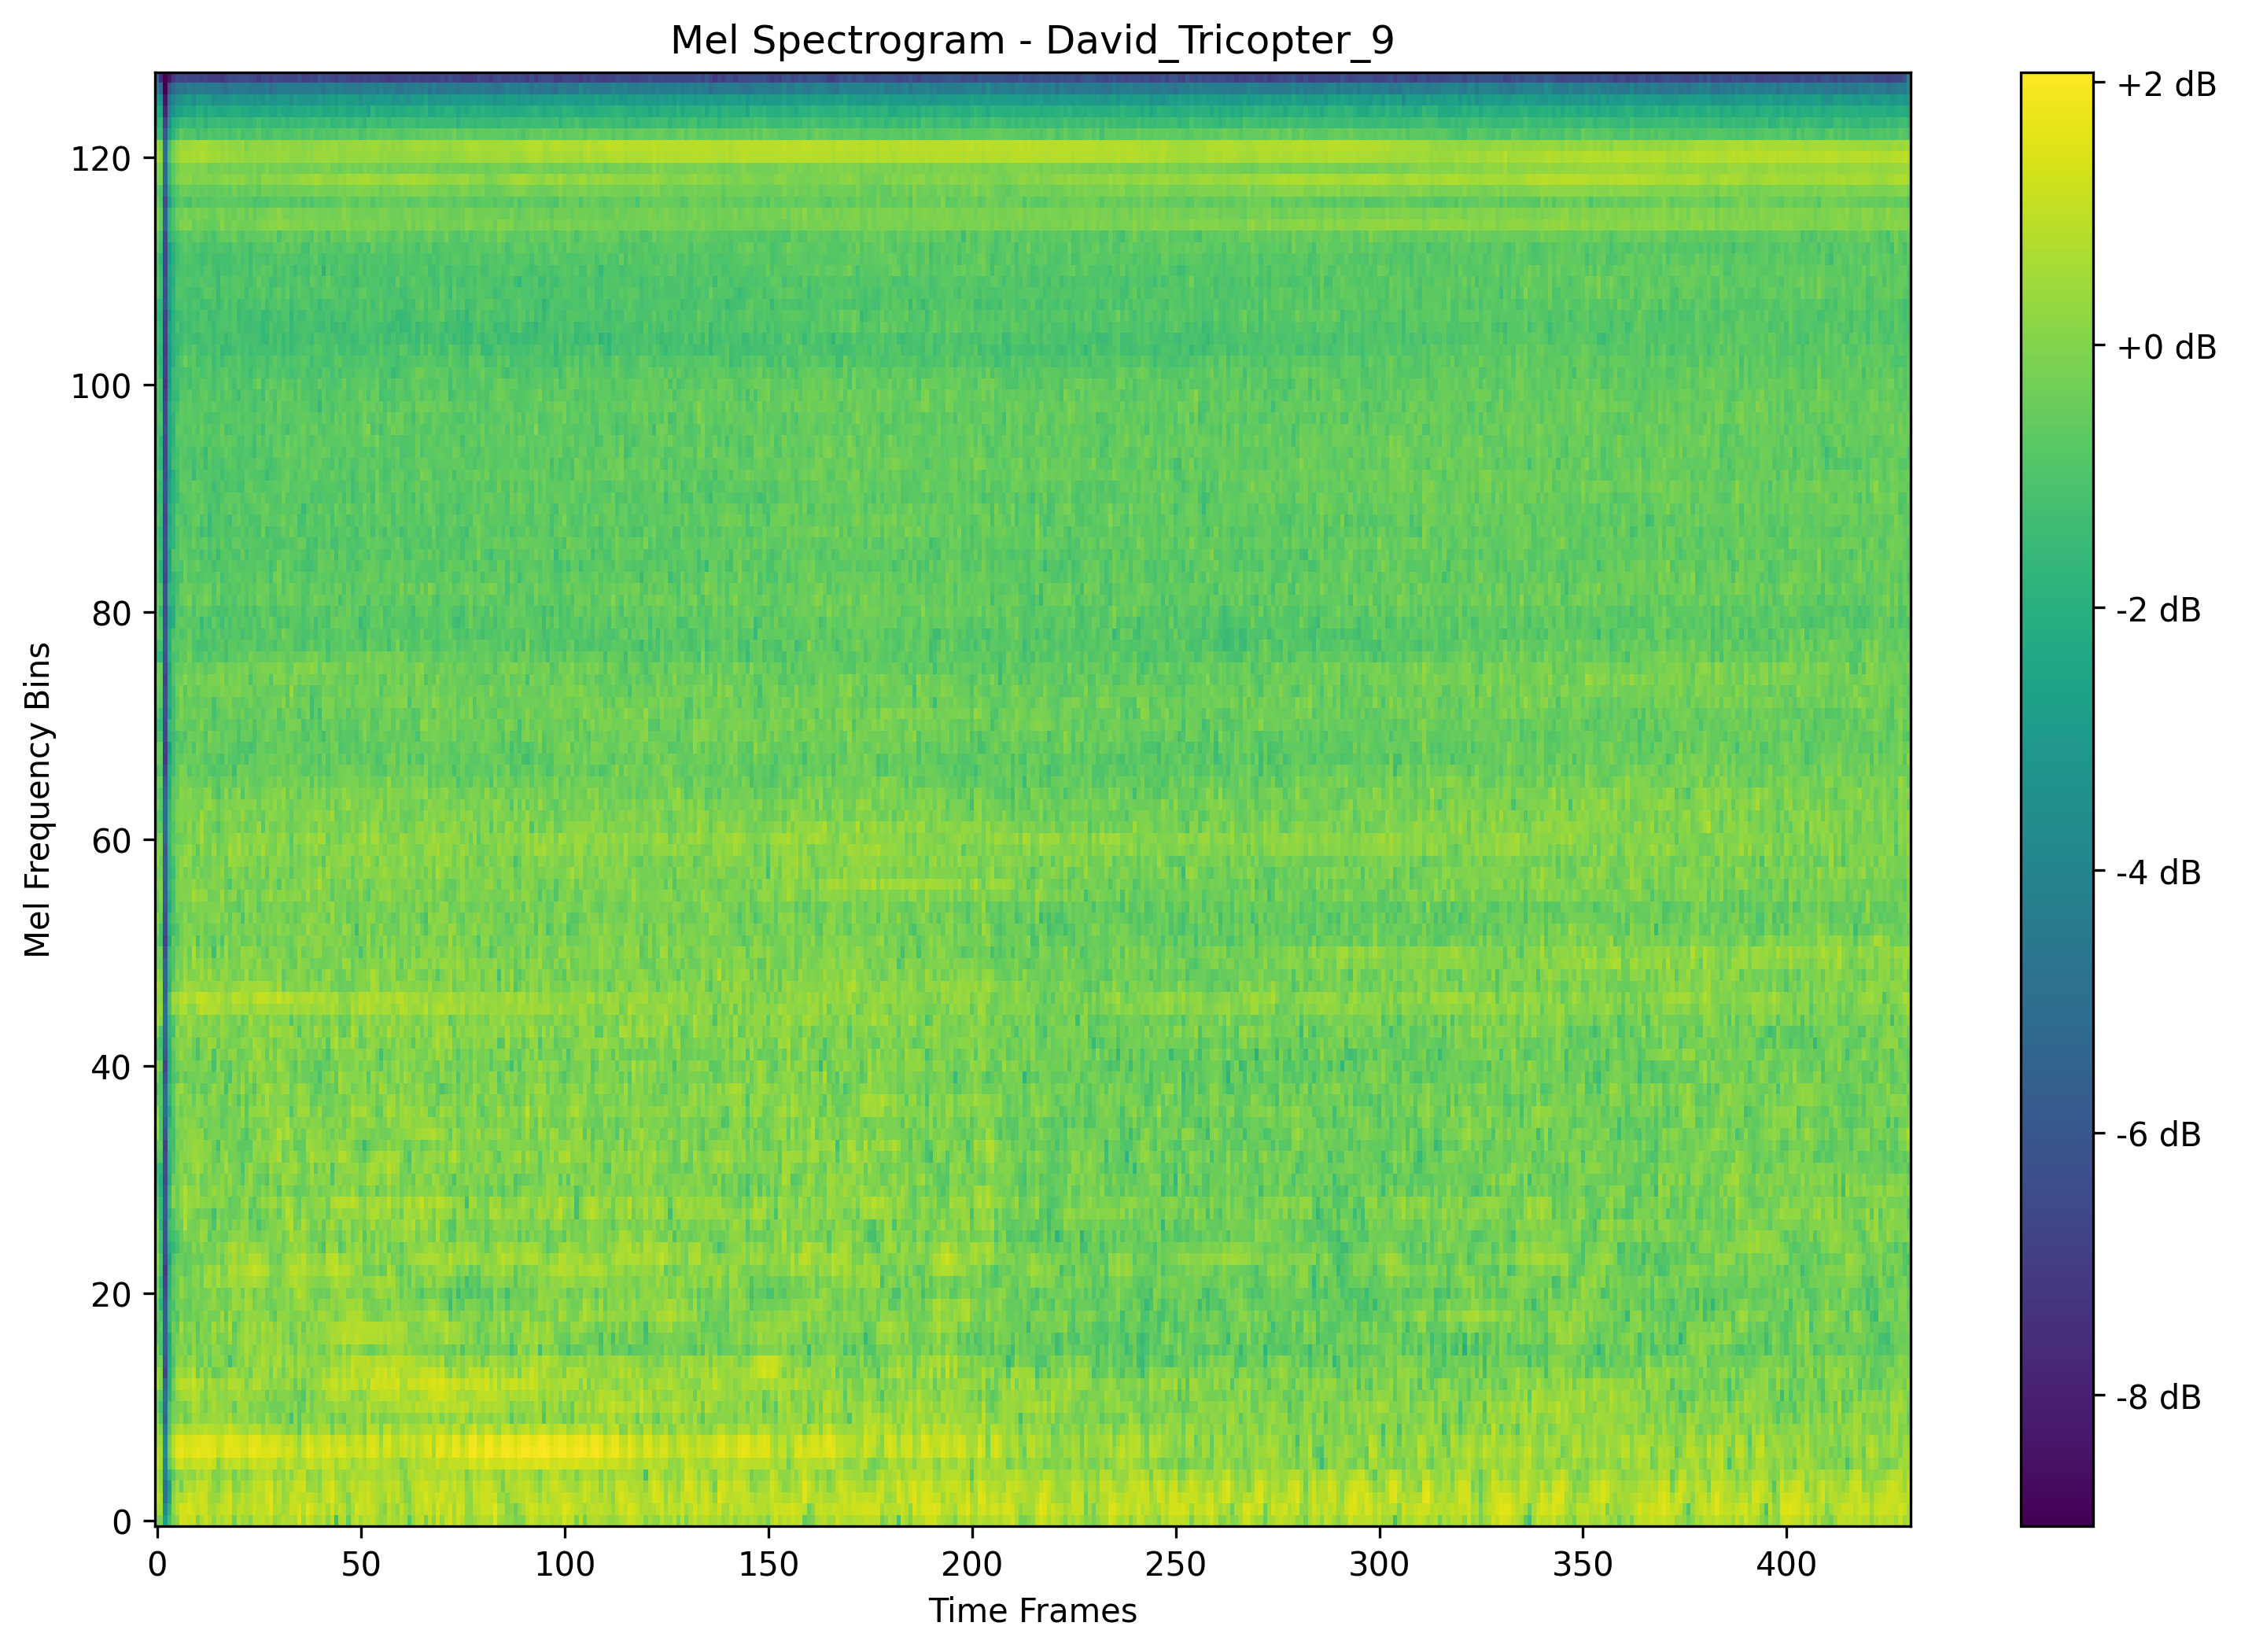 Mel Spectrogram - David_Tricopter_9
Mel Frequency Bins
120
100
80
60
40
20
0
0 50 100 150 200 250 300 350 400
Time Frames
+2 dB
+0 dB
-2 dB
-4 dB
-6 dB
-8 dB